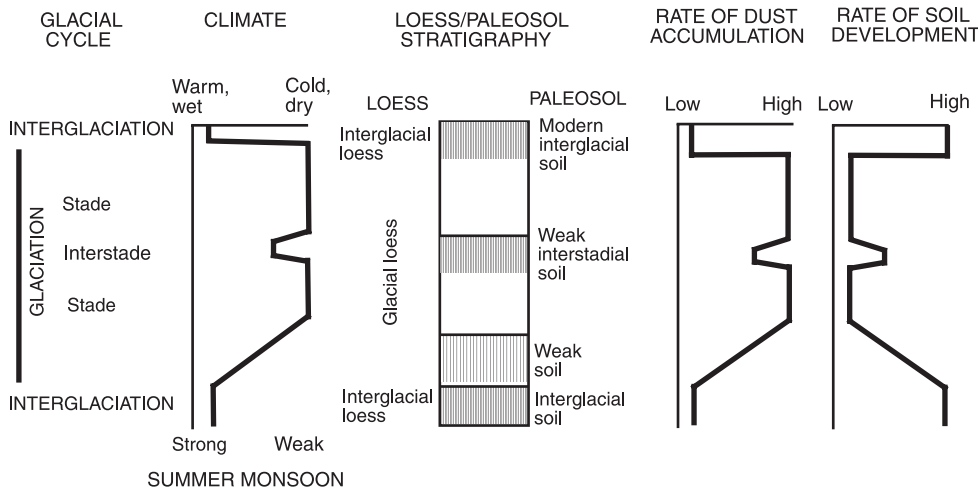 GLACIAL
CYCLE
CLIMATE
LOESS/PALEOSOL
STRATIGRAPHY
RATE OF DUST
ACCUMULATION
RATE OF SOIL
DEVELOPMENT
Warm,
wet
Cold,
dry
LOESS
PALEOSOL
Low
High
Low
High
INTERGLACIATION
GLACIATION
Stade
Interstade
Stade
INTERGLACIATION
Interglacial
loess
Glacial loess
Interglacial
loess
Modern
interglacial
soil
Weak
interstadial
soil
Weak
soil
Interglacial
soil
Strong
Weak
SUMMER MONSOON